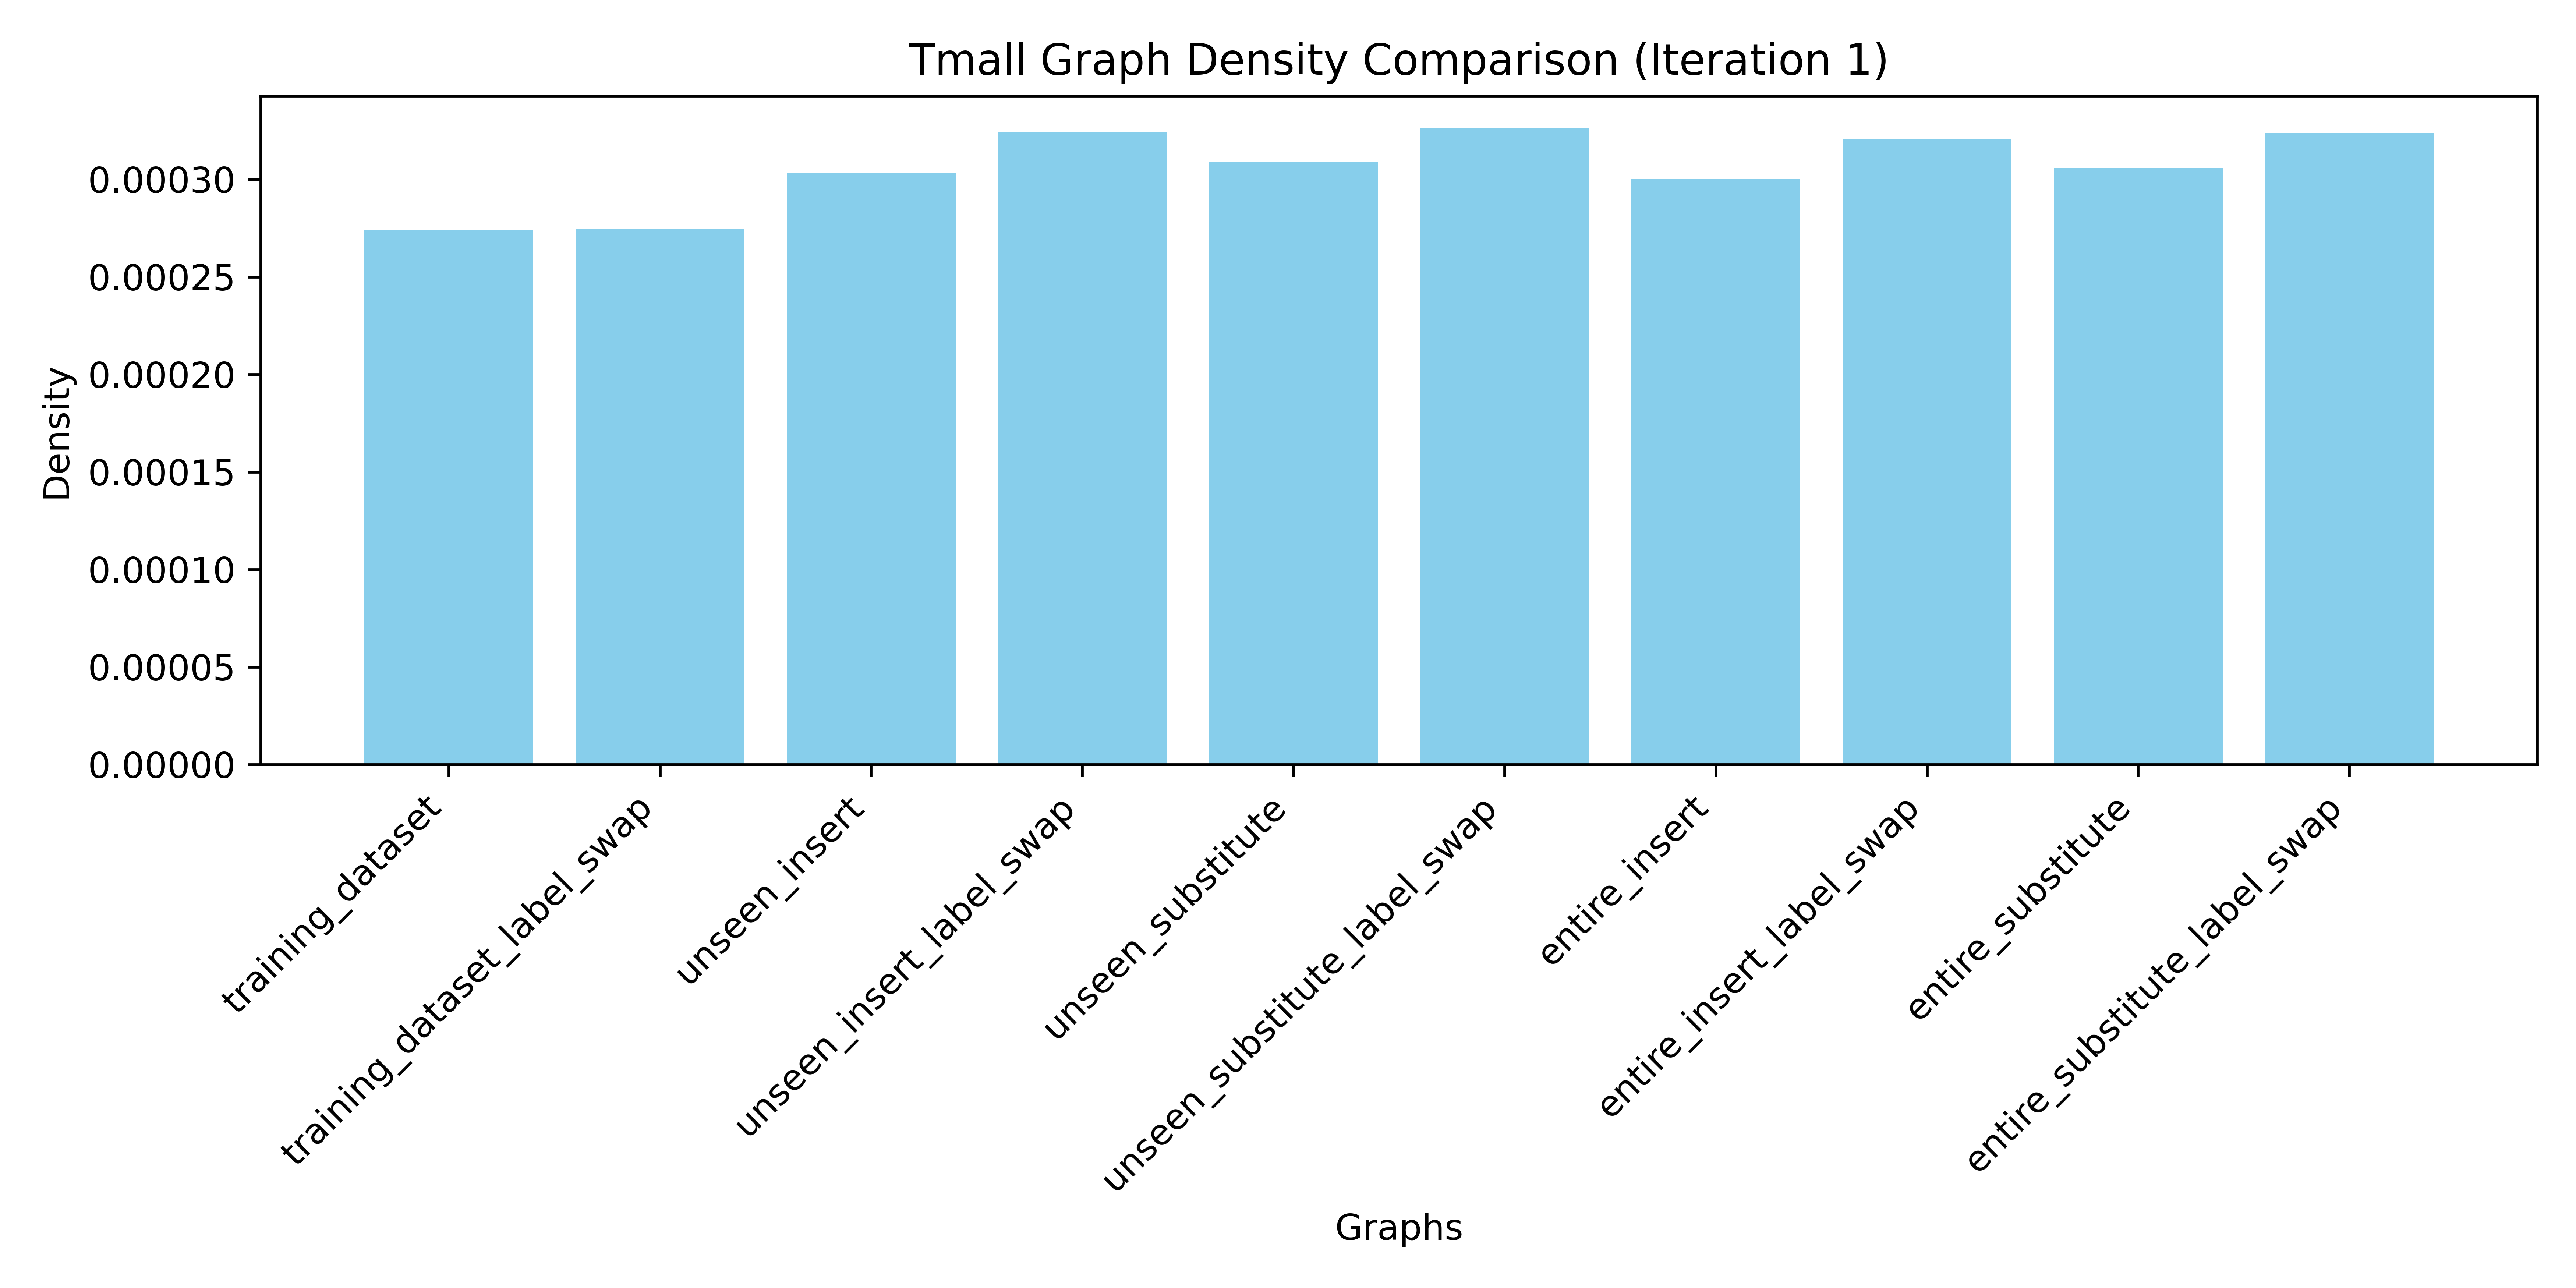 Tmall Graph Density Comparison (Iteration 1)
Density
0.00030
0.00025
0.00020
0.00015
0.00010
0.00005
0.00000
training_dataset
training_dataset_label_swap
unseen_insert
unseen_insert_label_swap
unseen_substitute
unseen_substitute_label_swap
entire_insert
entire_insert_label_swap
entire_substitute
entire_substitute_label_swap
Graphs